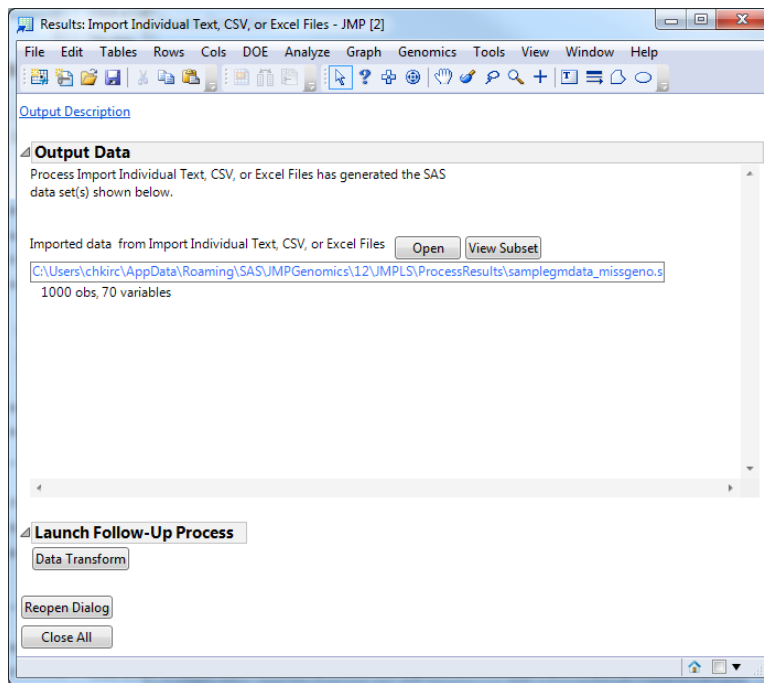 Results: Import Individual Text, CSV, or Excel Files - JMP [2]
File Edit Tables Rows Cols DOE Analyze Graph Genomics Tools View Window Help
Output Description
Output Data
Process Import Individual Text, CSV, or Excel Files has generated the SAS
data set(s) shown below.
Imported data from Import Individual Text, CSV, or Excel Files Open View Subset
C:\Users\chkirc\AppData\Roaming\SAS\JMPGenomics\12\JMPLS\ProcessResults\samplegmdata_missgeno.s
1000 obs, 70 variables
Launch Follow-Up Process
Data Transform
Reopen Dialog
Close All